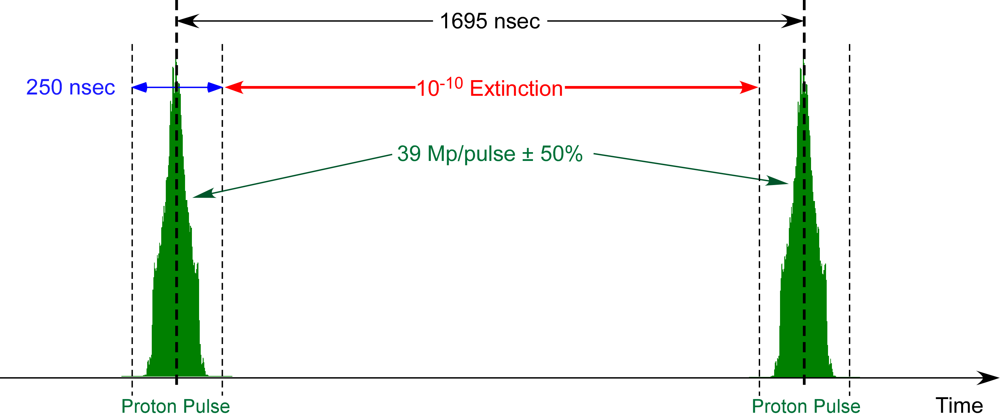 1695 nsec
250 nsec
10⁻¹⁰ Extinction
39 Mp/pulse ± 50%
Proton Pulse
Proton Pulse
Time